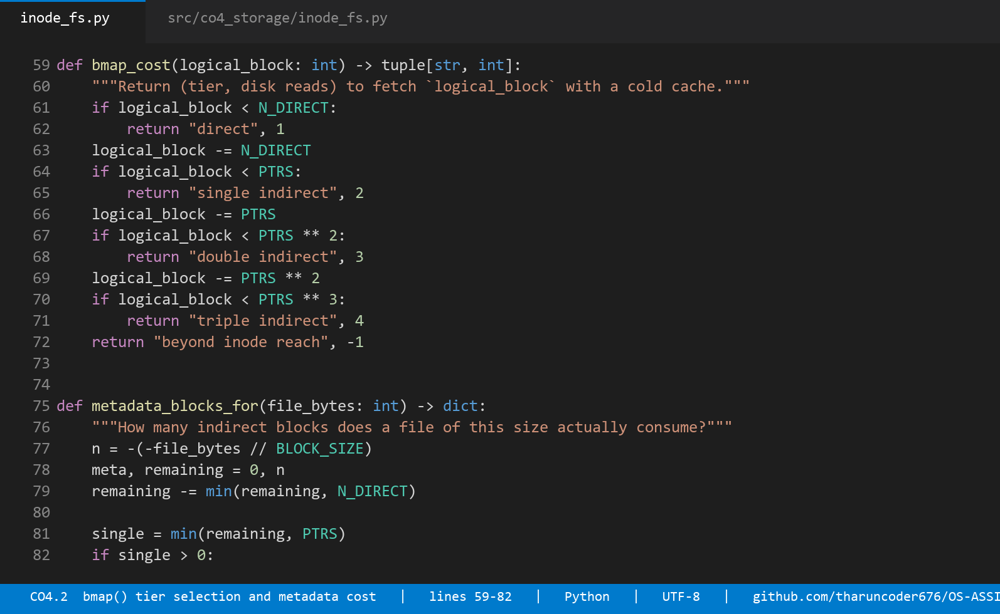 inode_fs.py src/co4_storage/inode_fs.py
59 def bmap_cost(logical_block: int) -> tuple[str, int]:
60     """Return (tier, disk reads) to fetch `logical_block` with a cold cache."""
61     if logical_block < N_DIRECT:
62         return "direct", 1
63     logical_block -= N_DIRECT
64     if logical_block < PTRS:
65         return "single indirect", 2
66     logical_block -= PTRS
67     if logical_block < PTRS ** 2:
68         return "double indirect", 3
69     logical_block -= PTRS ** 2
70     if logical_block < PTRS ** 3:
71         return "triple indirect", 4
72     return "beyond inode reach", -1
73
74
75 def metadata_blocks_for(file_bytes: int) -> dict:
76     """How many indirect blocks does a file of this size actually consume?"""
77     n = -(-file_bytes // BLOCK_SIZE)
78     meta, remaining = 0, n
79     remaining -= min(remaining, N_DIRECT)
80
81     single = min(remaining, PTRS)
82     if single > 0:
CO4.2  bmap() tier selection and metadata cost | lines 59-82 | Python | UTF-8 | github.com/tharuncoder676/OS-ASSI